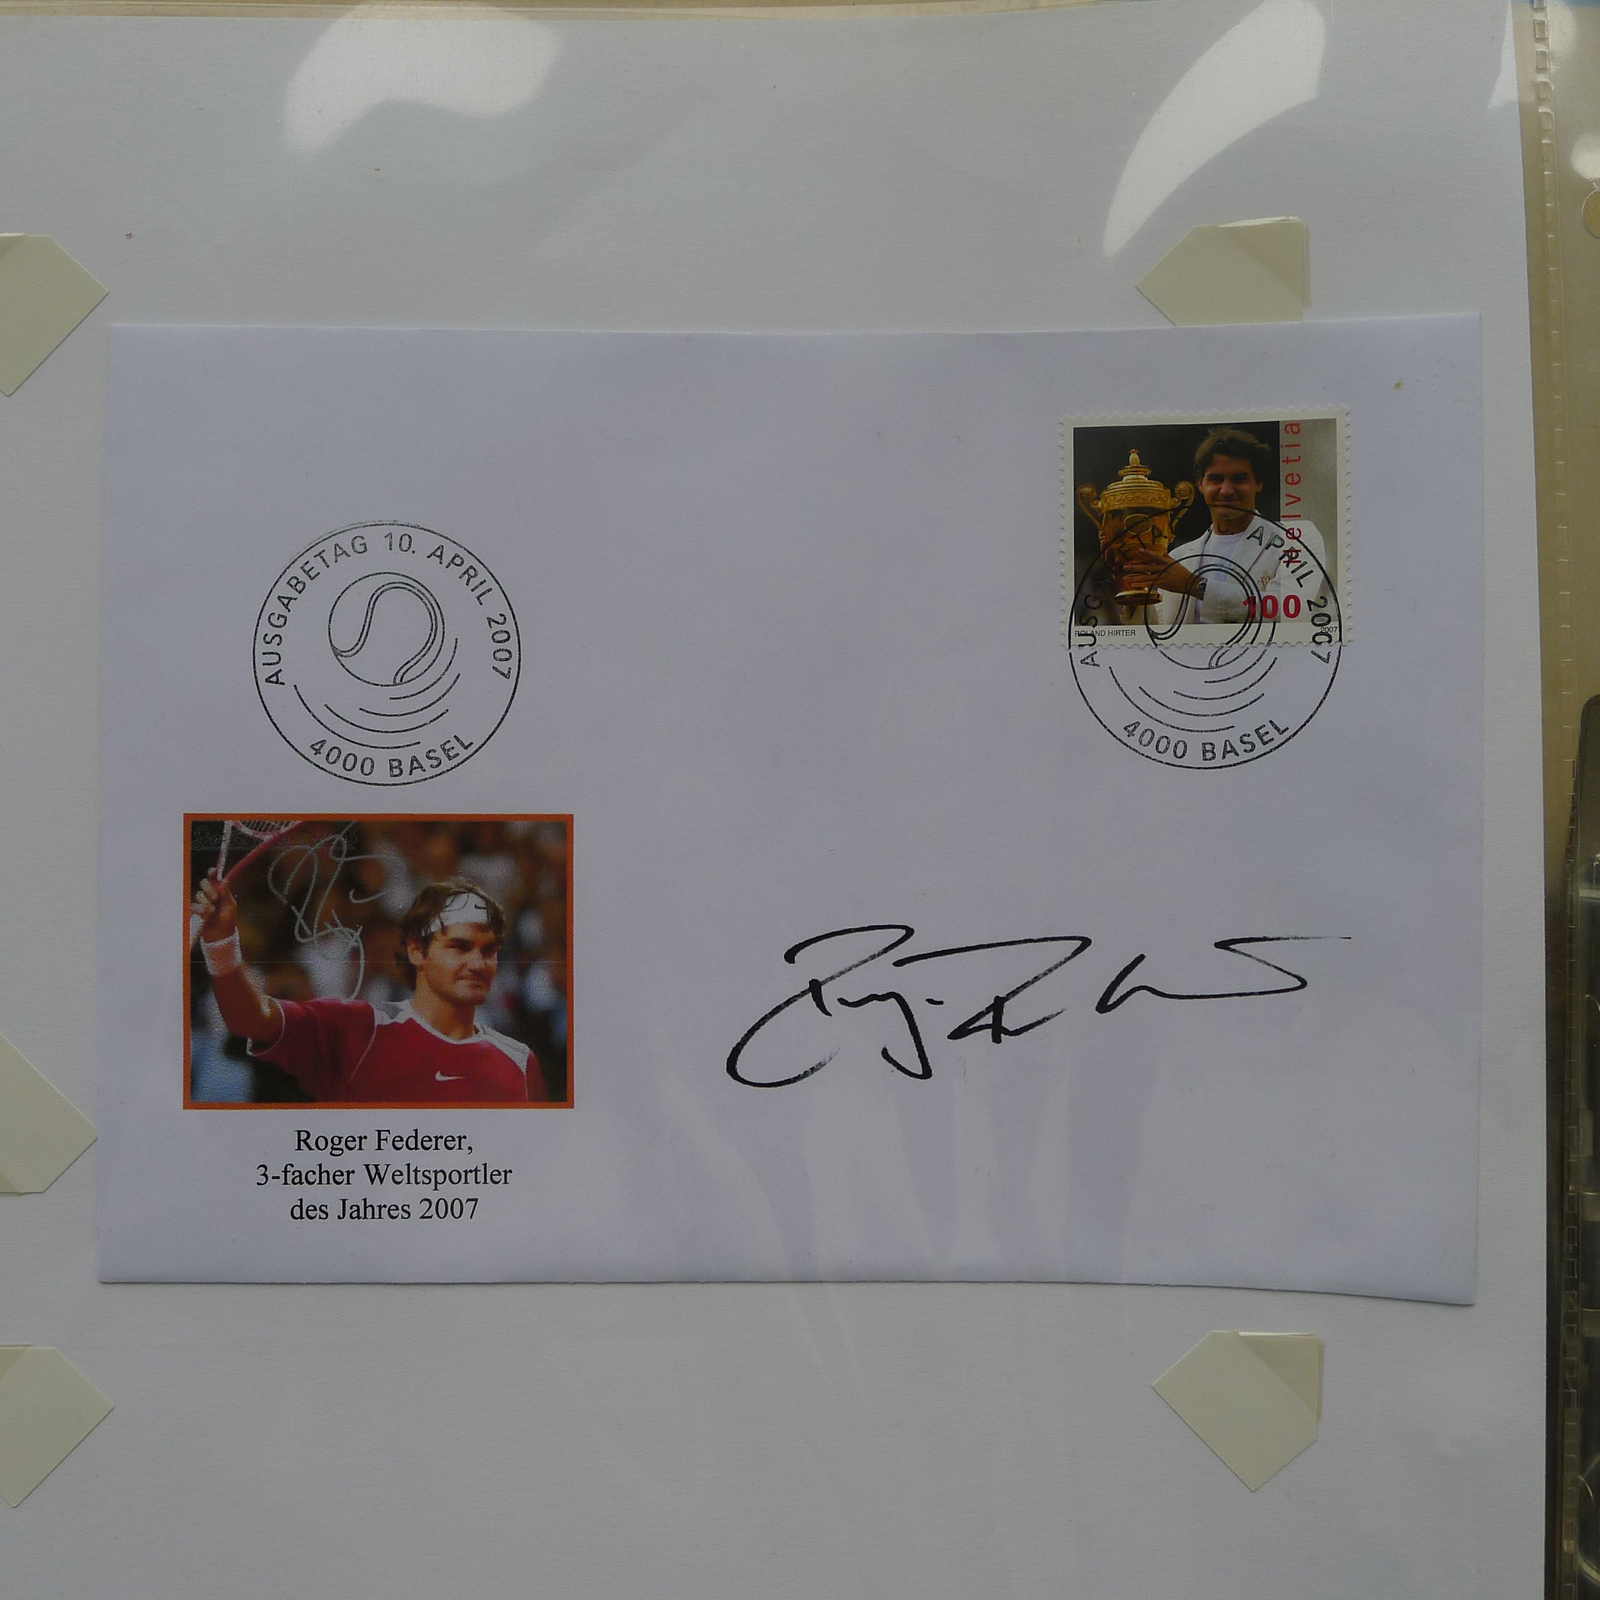 helvetia
100
ROLAND HIRTER
2007
AUSGABETAG 10. APRIL 2007
4000 BASEL
APRIL 2007
4000 BASEL
Roger Federer,
3-facher Weltsportler
des Jahres 2007